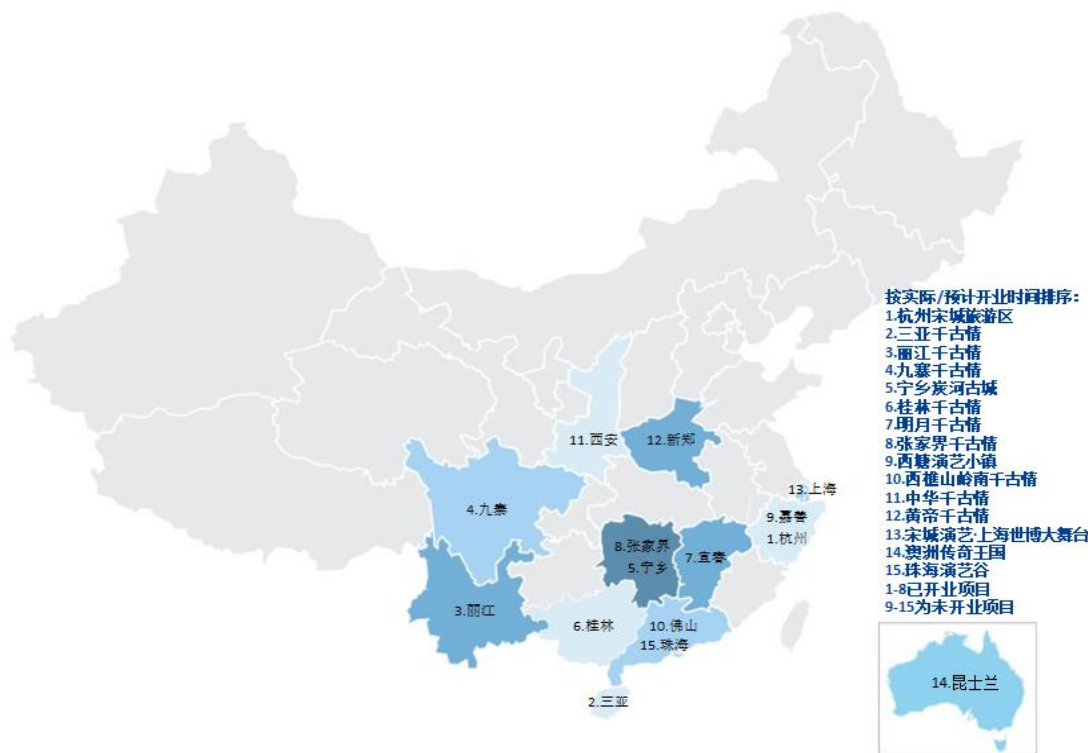 按实际/预计开业时间排序：
1.杭州宋城旅游区
2.三亚千古情
3.丽江千古情
4.九寨千古情
5.宁乡炭河古城
6.桂林千古情
7.明月千古情
8.张家界千古情
9.西塘演艺小镇
10.西樵山岭南千古情
11.中华千古情
12.黄帝千古情
13.宋城演艺·上海世博大舞台
14.澳洲传奇王国
15.珠海演艺谷
1-8已开业项目
9-15为未开业项目
11.西安
12.新郑
4.九寨
13.上海
9.嘉善
1.杭州
8.张家界
5.宁乡
7.宜春
3.丽江
6.桂林
10.佛山
15.珠海
2.三亚
14.昆士兰